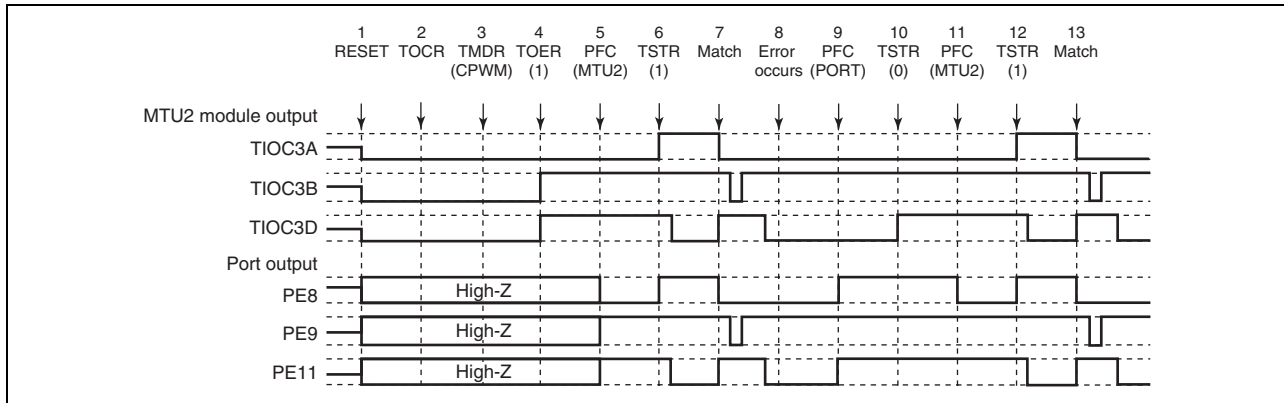 1 2 3 4 5 6 7 8 9 10 11 12 13
RESET TOCR TMDR TOER PFC TSTR Match Error PFC TSTR PFC TSTR Match
(CPWM) (1) (MTU2) (1) occurs (PORT) (0) (MTU2) (1)
MTU2 module output
TIOC3A
TIOC3B
TIOC3D
Port output
PE8 High-Z
PE9 High-Z
PE11 High-Z